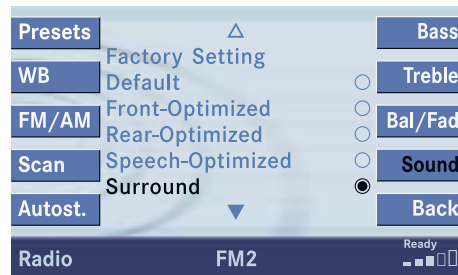 Presets
WB
FM/AM
Scan
Autost.
Factory Setting
Default
Front-Optimized
Rear-Optimized
Speech-Optimized
Surround
Bass
Treble
Bal/Fad
Sound
Back
Radio
FM2
Ready